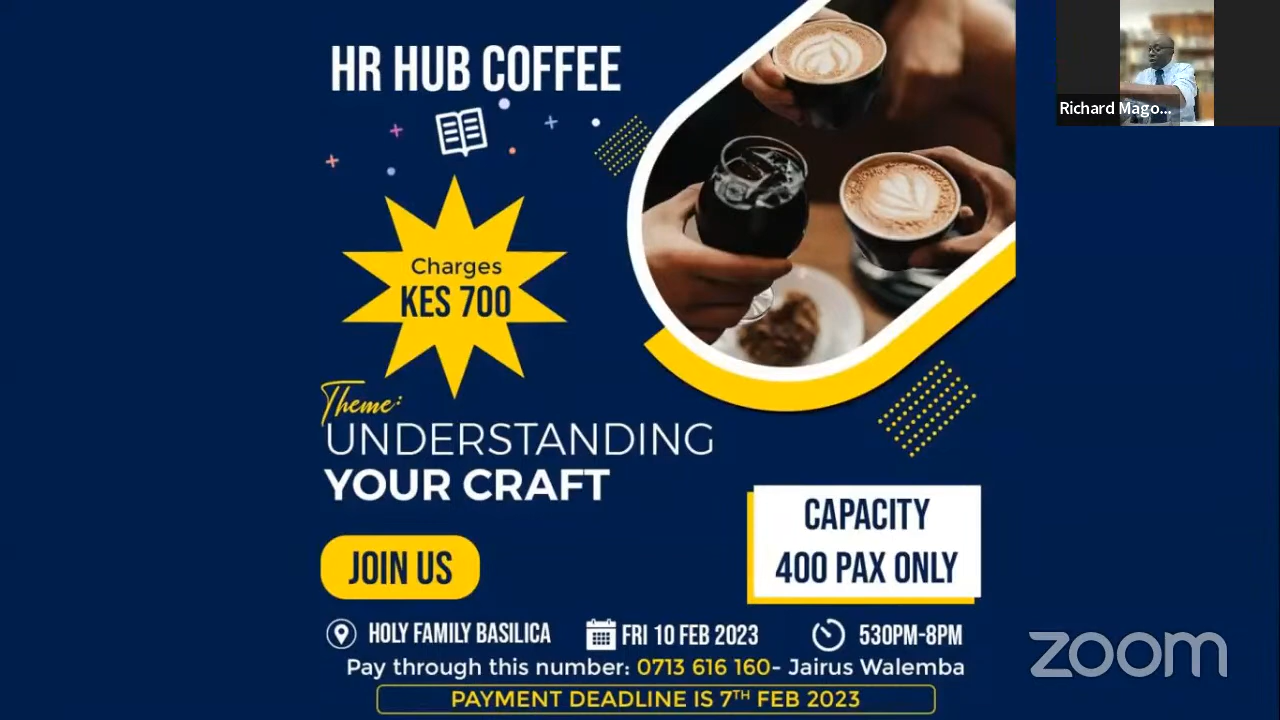 HR HUB COFFEE
Richard Mago...
Charges
KES 700
Theme:
UNDERSTANDING
YOUR CRAFT
CAPACITY
400 PAX ONLY
JOIN US
HOLY FAMILY BASILICA
FRI 10 FEB 2023
530PM-8PM
Pay through this number: 0713 616 160- Jairus Walemba
PAYMENT DEADLINE IS 7TH FEB 2023
zoom